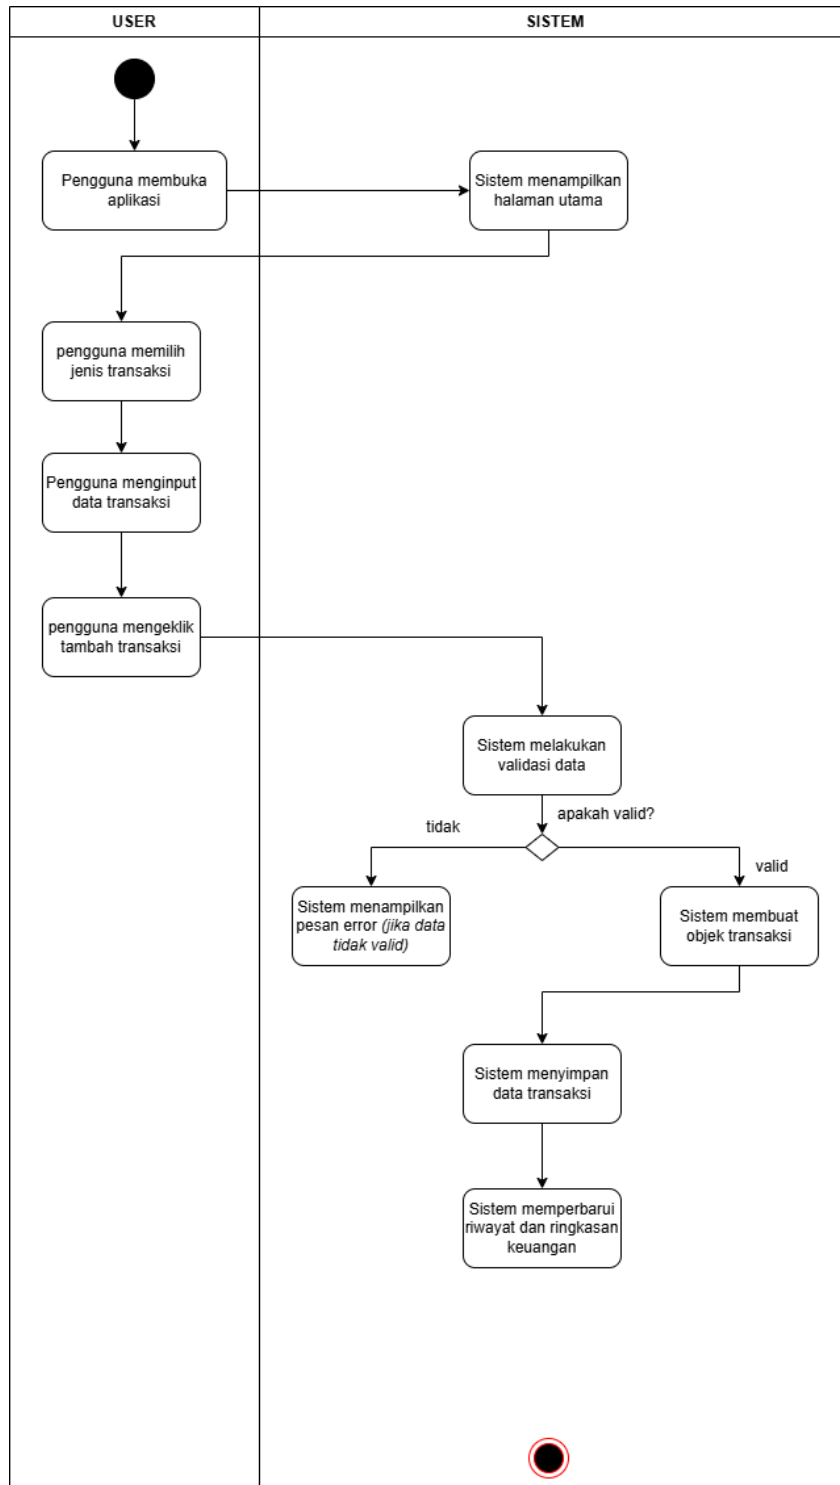 USER
SISTEM
Pengguna membuka
aplikasi
Sistem menampilkan
halaman utama
pengguna memilih
jenis transaksi
Pengguna menginput
data transaksi
pengguna mengeklik
tambah transaksi
Sistem melakukan
validasi data
apakah valid?
tidak
valid
Sistem menampilkan
pesan error (jika data
tidak valid)
Sistem membuat
objek transaksi
Sistem menyimpan
data transaksi
Sistem memperbarui
riwayat dan ringkasan
keuangan